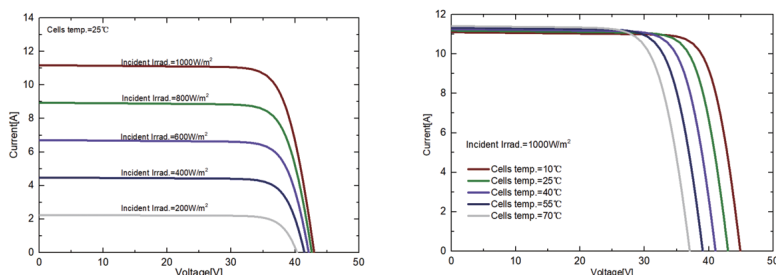 Cells temp.=25℃
Incident Irrad.=1000W/m²
Incident Irrad.=800W/m²
Incident Irrad.=600W/m²
Incident Irrad.=400W/m²
Incident Irrad.=200W/m²
Current[A]
14
12
10
8
6
4
2
0
0 10 20 30 40 50
Voltage[V]
Incident Irrad.=1000W/m²
Cells temp.=10℃
Cells temp.=25℃
Cells temp.=40℃
Cells temp.=55℃
Cells temp.=70℃
Current[A]
12
10
8
6
4
2
0
0 10 20 30 40 50
Voltage[V]